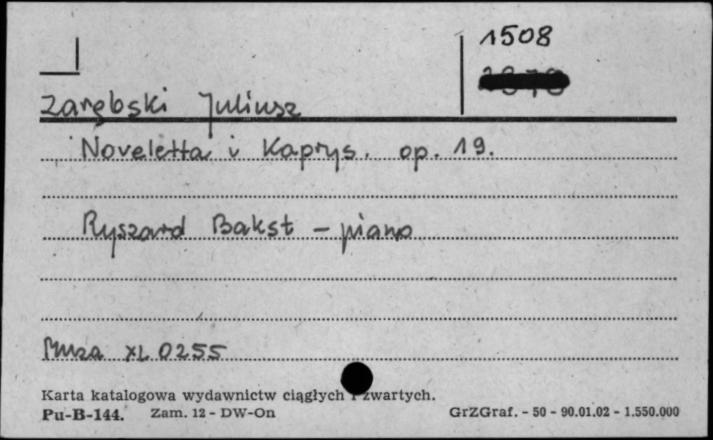 1508
Zarębski Juliusz
Noveletta i Kaprys. op. 19.
Ryszard Bakst - piano
Muza XL 0255
Karta katalogowa wydawnictw ciągłych i zwartych.
Pu-B-144. Zam. 12 - DW-On GrZGraf. - 50 - 90.01.02 - 1.550.000